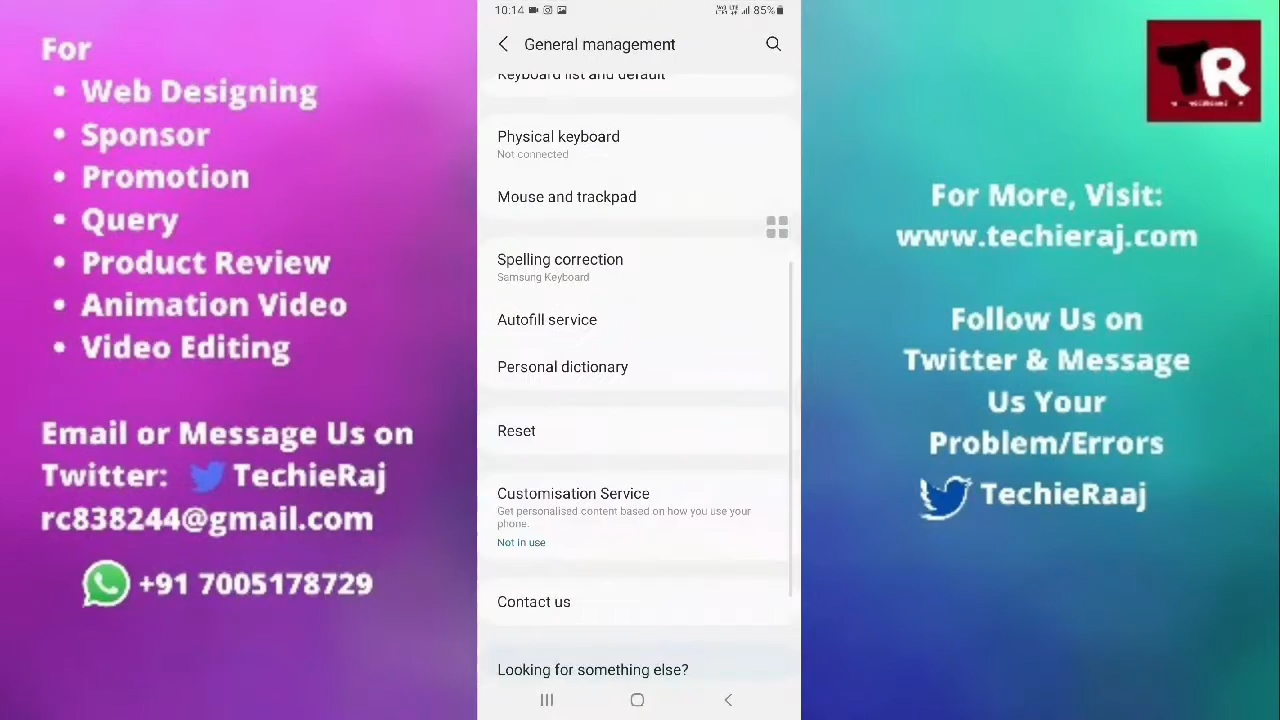 For
• Web Designing
• Sponsor
• Promotion
• Query
• Product Review
• Animation Video
• Video Editing
Email or Message Us on
Twitter: TechieRaj
rc838244@gmail.com
+91 7005178729
10:14
85%
General management
Keyboard list and default
Physical keyboard
Not connected
Mouse and trackpad
Spelling correction
Samsung Keyboard
Autofill service
Personal dictionary
Reset
Customisation Service
Get personalised content based on how you use your
phone.
Not in use
Contact us
Looking for something else?
TR
For More, Visit:
www.techieraj.com
Follow Us on
Twitter & Message
Us Your
Problem/Errors
TechieRaaj